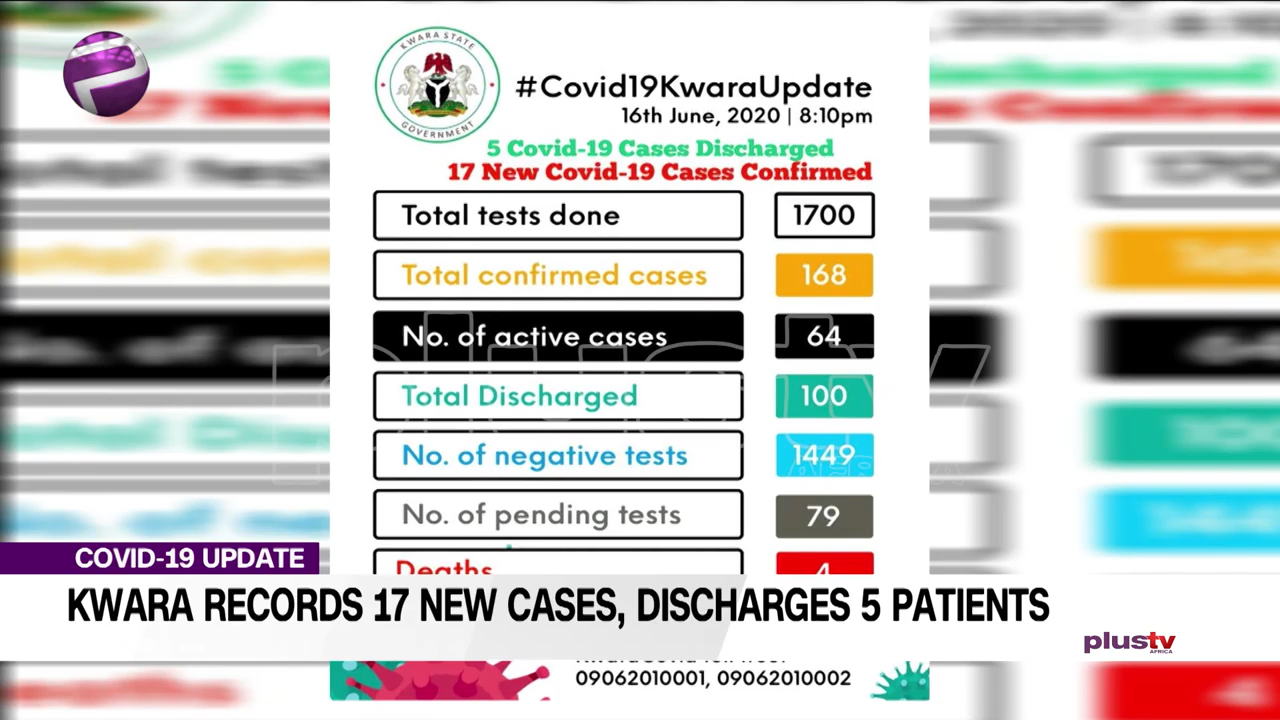 KWARA STATE
GOVERNMENT
#Covid19KwaraUpdate
16th June, 2020 | 8:10pm
5 Covid-19 Cases Discharged
17 New Covid-19 Cases Confirmed
Total tests done 1700
Total confirmed cases 168
No. of active cases 64
Total Discharged 100
No. of negative tests 1449
No. of pending tests 79
Deaths 4
COVID-19 UPDATE
KWARA RECORDS 17 NEW CASES, DISCHARGES 5 PATIENTS
plustv
AFRICA
09062010001, 09062010002